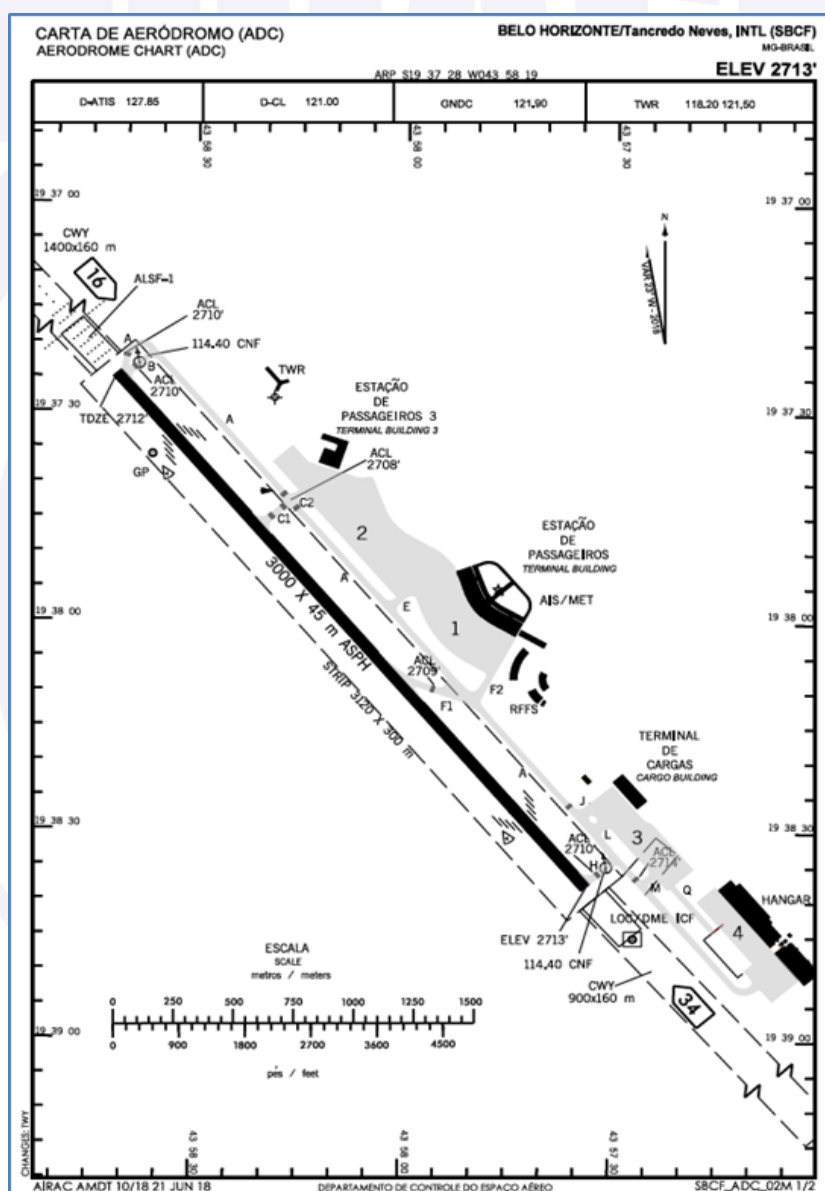 CARTA DE AERÓDROMO (ADC)
AERODROME CHART (ADC)
BELO HORIZONTE/Tancredo Neves, INTL (SBCF)
MG-BRASIL
ARP S19 37 28 W043 58 19
ELEV 2713'
D-ATIS 127.85
D-CL 121.00
GNDC 121.90
TWR 118.20 121.50
43 58 30
43 58 00
43 57 30
19 37 00
19 37 00
N
VAR 23° W - 2018
CWY
1400x160 m
16
ALSF-1
ACL
2710'
A
114.40 CNF
B
ACL
2710'
TDZE 2712'
TWR
ESTAÇÃO
DE
PASSAGEIROS 3
TERMINAL BUILDING 3
19 37 30
19 37 30
A
GP
ACL
2708'
C2
C1
2
ESTAÇÃO
DE
PASSAGEIROS
TERMINAL BUILDING
AIS/MET
3000 X 45 m ASPH
A
E
1
19 38 00
19 38 00
STRIP 3120 X 300 m
ACL
2709'
F2
F1
RFFS
TERMINAL
DE
CARGAS
CARGO BUILDING
A
J
19 38 30
19 38 30
ACL
2710'
L
3
ACL
2714'
H
M
Q
HANGAR
LOC/DME ICF
4
ELEV 2713'
114.40 CNF
CWY
900x160 m
34
ESCALA
SCALE
metros / meters
0 250 500 750 1000 1250 1500
0 900 1800 2700 3600 4500
pés / feet
19 39 00
19 39 00
43 58 30
43 58 00
43 57 30
CHANGES: TWY
AIRAC AMDT 10/18 21 JUN 18
DEPARTAMENTO DE CONTROLE DO ESPAÇO AÉREO
SBCF_ADC_02M 1/2